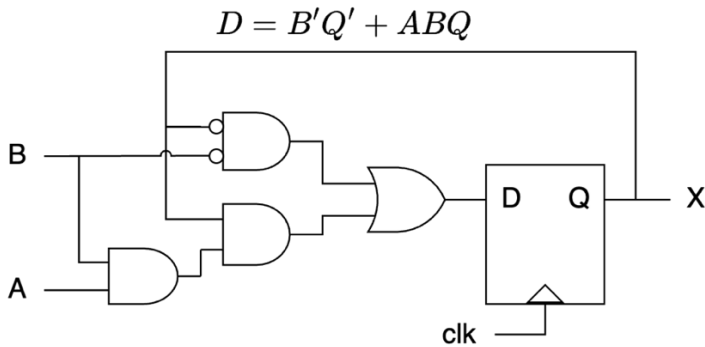 D = B′Q′ + ABQ
B
D Q X
A
clk